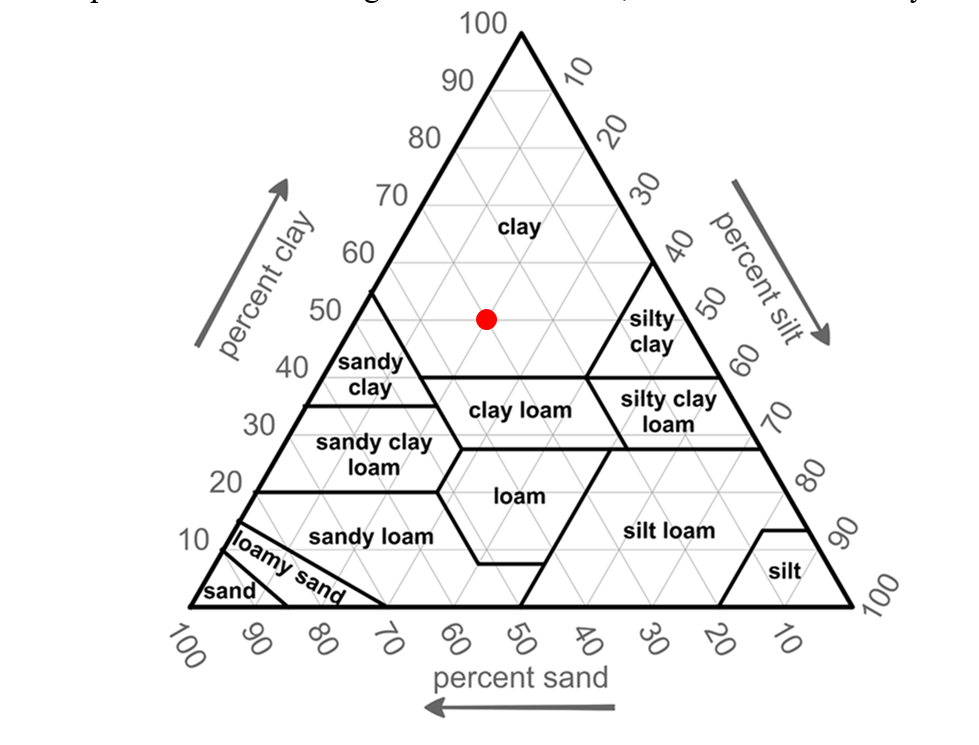 100
90
80
70
60
50
40
30
20
10
percent clay
10
20
30
40
50
60
70
80
90
100
percent silt
clay
silty
clay
sandy
clay
clay loam
silty clay
loam
sandy clay
loam
loam
sandy loam
silt loam
loamy sand
sand
silt
100
90
80
70
60
50
40
30
20
10
percent sand